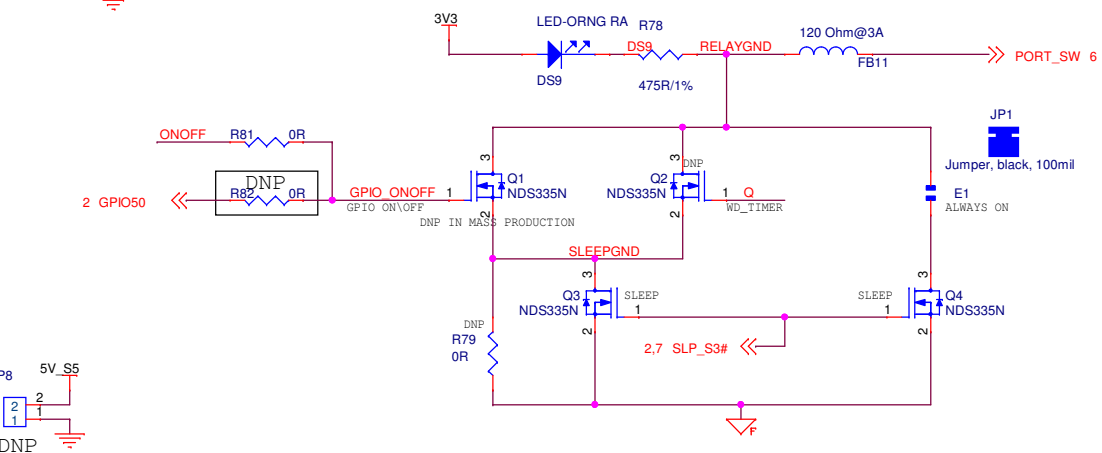 3V3
LED-ORNG RA
R78
120 Ohm@3A
DS9
RELAYGND
PORT_SW 6
DS9
475R/1%
FB11
JP1
Jumper, black, 100mil
ONOFF
R81
0R
DNP
R82
0R
2 GPIO50
GPIO_ONOFF
GPIO ON\OFF
1
3
Q1
NDS335N
2
DNP IN MASS PRODUCTION
3
DNP
Q2
NDS335N
2
1
Q
WD_TIMER
E1
ALWAYS ON
SLEEPGND
3
Q3
NDS335N
2
SLEEP
1
SLEEP
1
3
Q4
NDS335N
2
2,7 SLP_S3#
DNP
R79
0R
F
P8
5V_S5
2
1
2
1
DNP